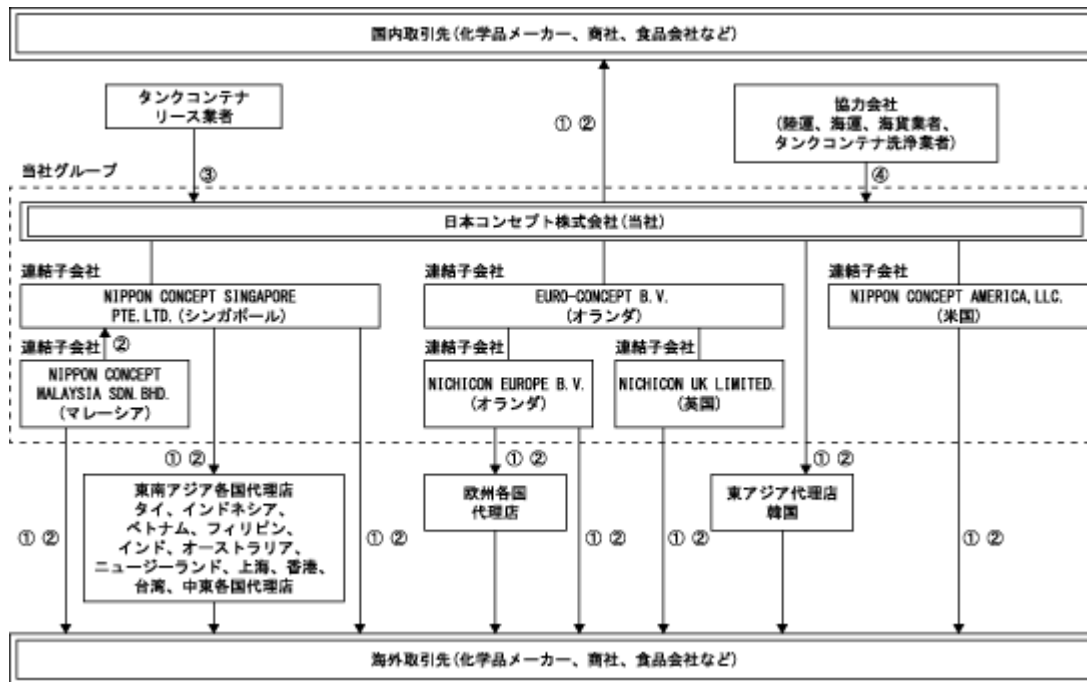 国内取引先(化学品メーカー、商社、食品会社など)
タンクコンテナ
リース業者
① ②
協力会社
(陸運、海運、海貨業者、
タンクコンテナ洗浄業者)
当社グループ
③
④
日本コンセプト株式会社(当社)
連結子会社
NIPPON CONCEPT SINGAPORE
PTE.LTD.(シンガポール)
連結子会社
EURO-CONCEPT B.V.
(オランダ)
連結子会社
NIPPON CONCEPT AMERICA,LLC.
(米国)
連結子会社
②
NIPPON CONCEPT
MALAYSIA SDN.BHD.
(マレーシア)
連結子会社
NICHICON EUROPE B.V.
(オランダ)
連結子会社
NICHICON UK LIMITED.
(英国)
① ②
① ②
① ②
東南アジア各国代理店
タイ、インドネシア、
ベトナム、フィリピン、
インド、オーストラリア、
ニュージーランド、上海、香港、
台湾、中東各国代理店
欧州各国
代理店
東アジア代理店
韓国
① ②
① ②
① ②
① ②
① ②
海外取引先(化学品メーカー、商社、食品会社など)